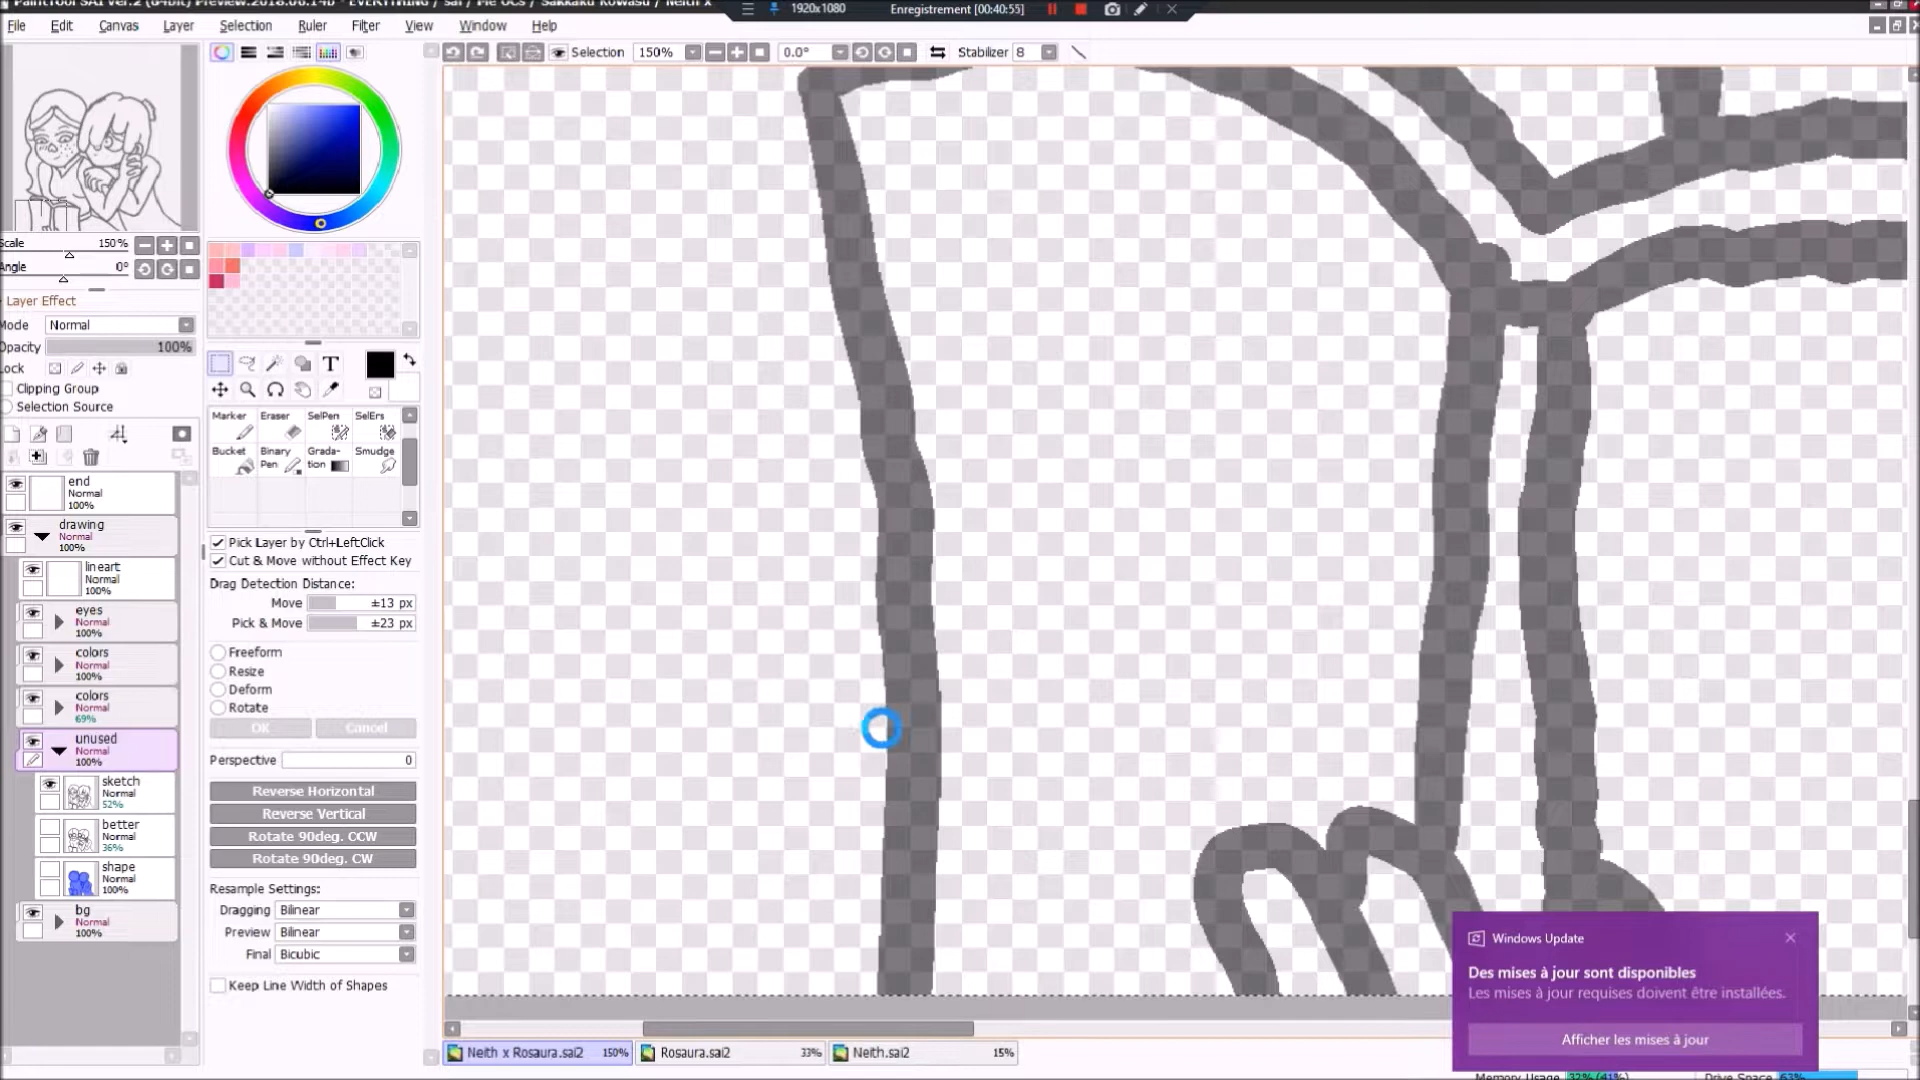 PaintTool SAI Ver.2 (64bit) Preview.2018.06.14b - EVERYTHING / sai / Me OCs / Sakkaku Kowasu / Neith x
1920x1080
Enregistrement [00:40:55]
File Edit Canvas Layer Selection Ruler Filter View Window Help
Selection 150% 0.0° Stabilizer 8
Scale 150%
Angle 0°
Layer Effect
Mode Normal
Opacity 100%
Lock
Clipping Group
Selection Source
end
Normal
100%
drawing
Normal
100%
lineart
Normal
100%
eyes
Normal
100%
colors
Normal
100%
colors
Normal
69%
unused
Normal
100%
sketch
Normal
52%
better
Normal
36%
shape
Normal
100%
bg
Normal
100%
T
Marker Eraser SelPen SelErs
Bucket Binary Pen Grada-tion Smudge
Pick Layer by Ctrl+LeftClick
Cut & Move without Effect Key
Drag Detection Distance:
Move ±13 px
Pick & Move ±23 px
Freeform
Resize
Deform
Rotate
OK Cancel
Perspective 0
Reverse Horizontal
Reverse Vertical
Rotate 90deg. CCW
Rotate 90deg. CW
Resample Settings:
Dragging Bilinear
Preview Bilinear
Final Bicubic
Keep Line Width of Shapes
Neith x Rosaura.sai2 150% Rosaura.sai2 33% Neith.sai2 15%
Windows Update
Des mises à jour sont disponibles
Les mises à jour requises doivent être installées.
Afficher les mises à jour
Memory Usage 32% (41%) Drive Space 63%